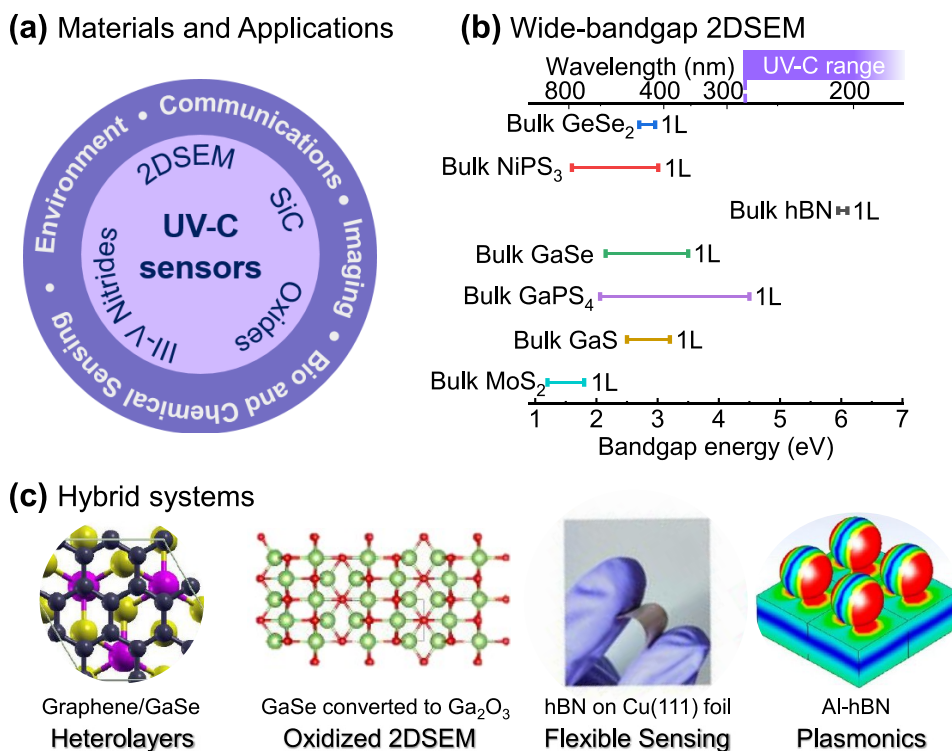 (a) Materials and Applications
Environment • Communications • Imaging • Bio and Chemical Sensing •
2DSEM
SiC
Oxides
III-V Nitrides
UV-C
sensors
(b) Wide-bandgap 2DSEM
Wavelength (nm)
UV-C range
800 400 300 200
Bulk GeSe₂ 1L
Bulk NiPS₃ 1L
Bulk hBN 1L
Bulk GaSe 1L
Bulk GaPS₄ 1L
Bulk GaS 1L
Bulk MoS₂ 1L
1 2 3 4 5 6 7
Bandgap energy (eV)
(c) Hybrid systems
Graphene/GaSe
Heterolayers
GaSe converted to Ga₂O₃
Oxidized 2DSEM
hBN on Cu(111) foil
Flexible Sensing
Al-hBN
Plasmonics